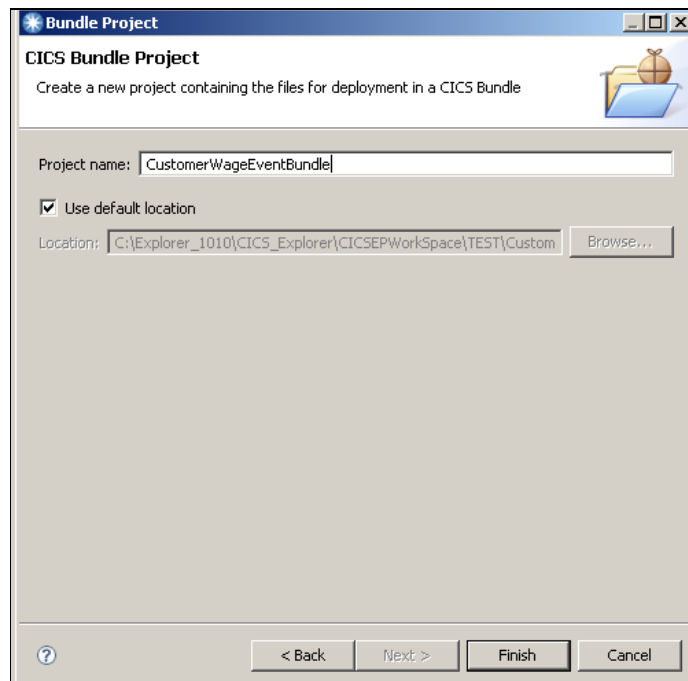 Bundle Project
CICS Bundle Project
Create a new project containing the files for deployment in a CICS Bundle
Project name: CustomerWageEventBundle
Use default location
Location: C:\Explorer_1010\CICS_Explorer\CICSEPWorkSpace\TEST\Custom Browse...
? < Back Next > Finish Cancel